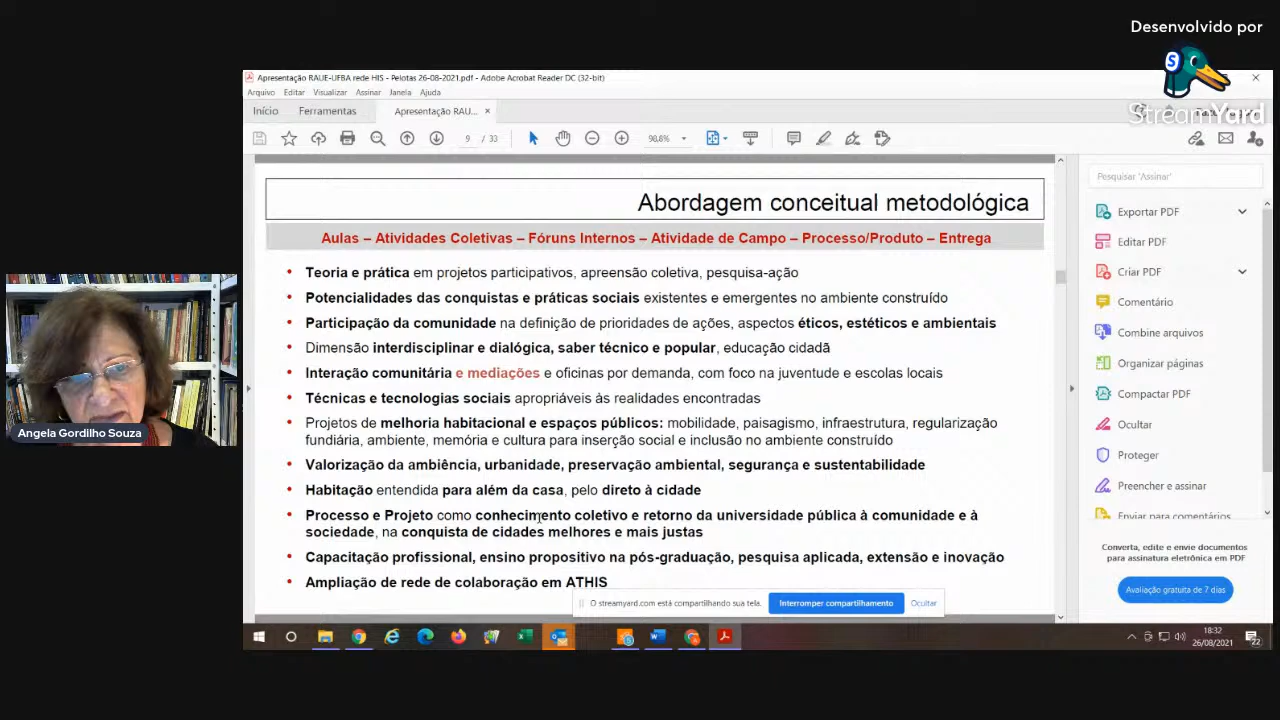 Desenvolvido por
StreamYard
Apresentação RAUE-UFBA rede HIS - Pelotas 26-08-2021.pdf - Adobe Acrobat Reader DC (32-bit)
Arquivo Editar Visualizar Assinar Janela Ajuda
Início Ferramentas Apresentação RAU... ×
9 / 33 98,8%
Abordagem conceitual metodológica
Aulas – Atividades Coletivas – Fóruns Internos – Atividade de Campo – Processo/Produto – Entrega
• Teoria e prática em projetos participativos, apreensão coletiva, pesquisa-ação
• Potencialidades das conquistas e práticas sociais existentes e emergentes no ambiente construído
• Participação da comunidade na definição de prioridades de ações, aspectos éticos, estéticos e ambientais
• Dimensão interdisciplinar e dialógica, saber técnico e popular, educação cidadã
• Interação comunitária e mediações e oficinas por demanda, com foco na juventude e escolas locais
• Técnicas e tecnologias sociais apropriáveis às realidades encontradas
• Projetos de melhoria habitacional e espaços públicos: mobilidade, paisagismo, infraestrutura, regularização
fundiária, ambiente, memória e cultura para inserção social e inclusão no ambiente construído
• Valorização da ambiência, urbanidade, preservação ambiental, segurança e sustentabilidade
• Habitação entendida para além da casa, pelo direto à cidade
• Processo e Projeto como conhecimento coletivo e retorno da universidade pública à comunidade e à
sociedade, na conquista de cidades melhores e mais justas
• Capacitação profissional, ensino propositivo na pós-graduação, pesquisa aplicada, extensão e inovação
• Ampliação de rede de colaboração em ATHIS
Pesquisar 'Assinar'
Exportar PDF
Editar PDF
Criar PDF
Comentário
Combine arquivos
Organizar páginas
Compactar PDF
Ocultar
Proteger
Preencher e assinar
Enviar para comentários
Converta, edite e envie documentos
para assinatura eletrônica em PDF
Avaliação gratuita de 7 dias
Angela Gordilho Souza
O streamyard.com está compartilhando sua tela. Interromper compartilhamento Ocultar
18:32
26/08/2021
22